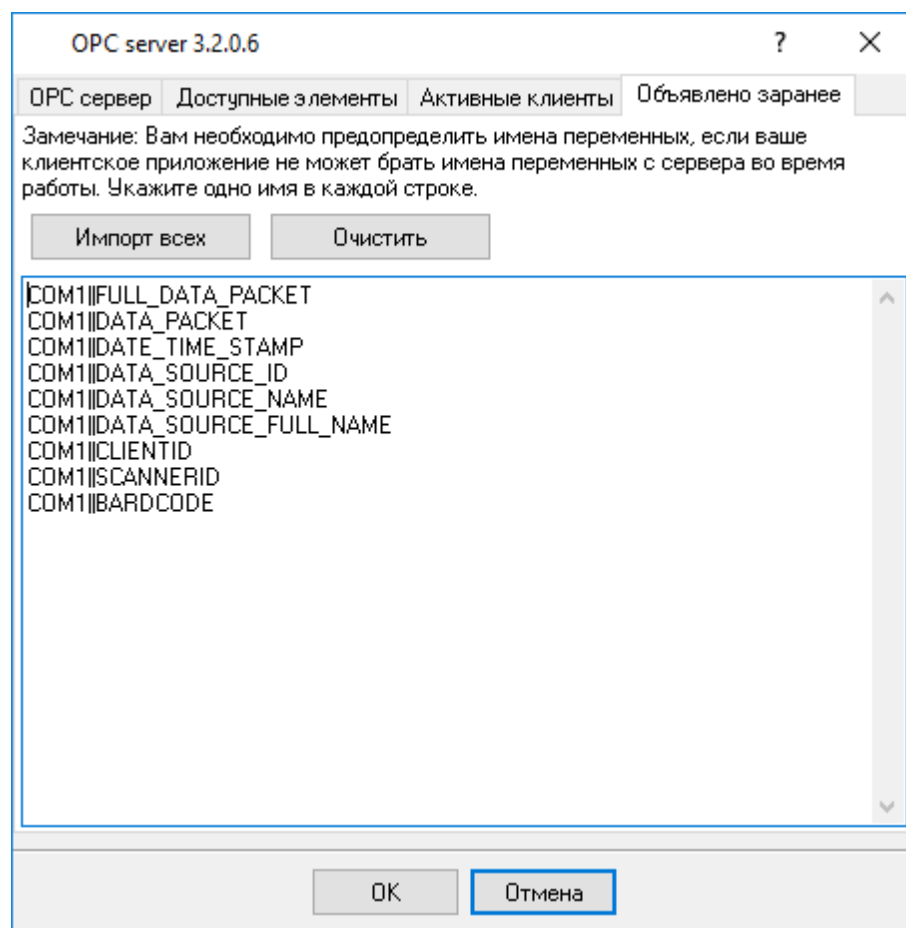 OPC server 3.2.0.6
?
OPC сервер Доступные элементы Активные клиенты Объявлено заранее
Замечание: Вам необходимо предопределить имена переменных, если ваше
клиентское приложение не может брать имена переменных с сервера во время
работы. Укажите одно имя в каждой строке.
Импорт всех Очистить
COM1||FULL_DATA_PACKET
COM1||DATA_PACKET
COM1||DATE_TIME_STAMP
COM1||DATA_SOURCE_ID
COM1||DATA_SOURCE_NAME
COM1||DATA_SOURCE_FULL_NAME
COM1||CLIENTID
COM1||SCANNERID
COM1||BARDCODE
OK Отмена